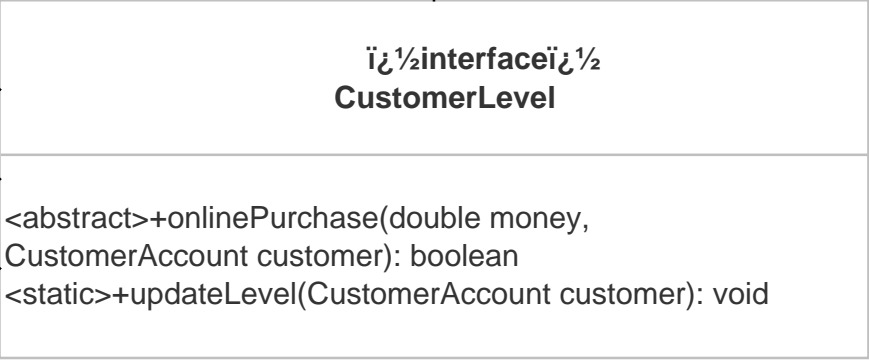 ï¿½interfaceï¿½
CustomerLevel
<abstract>+onlinePurchase(double money,
CustomerAccount customer): boolean
<static>+updateLevel(CustomerAccount customer): void